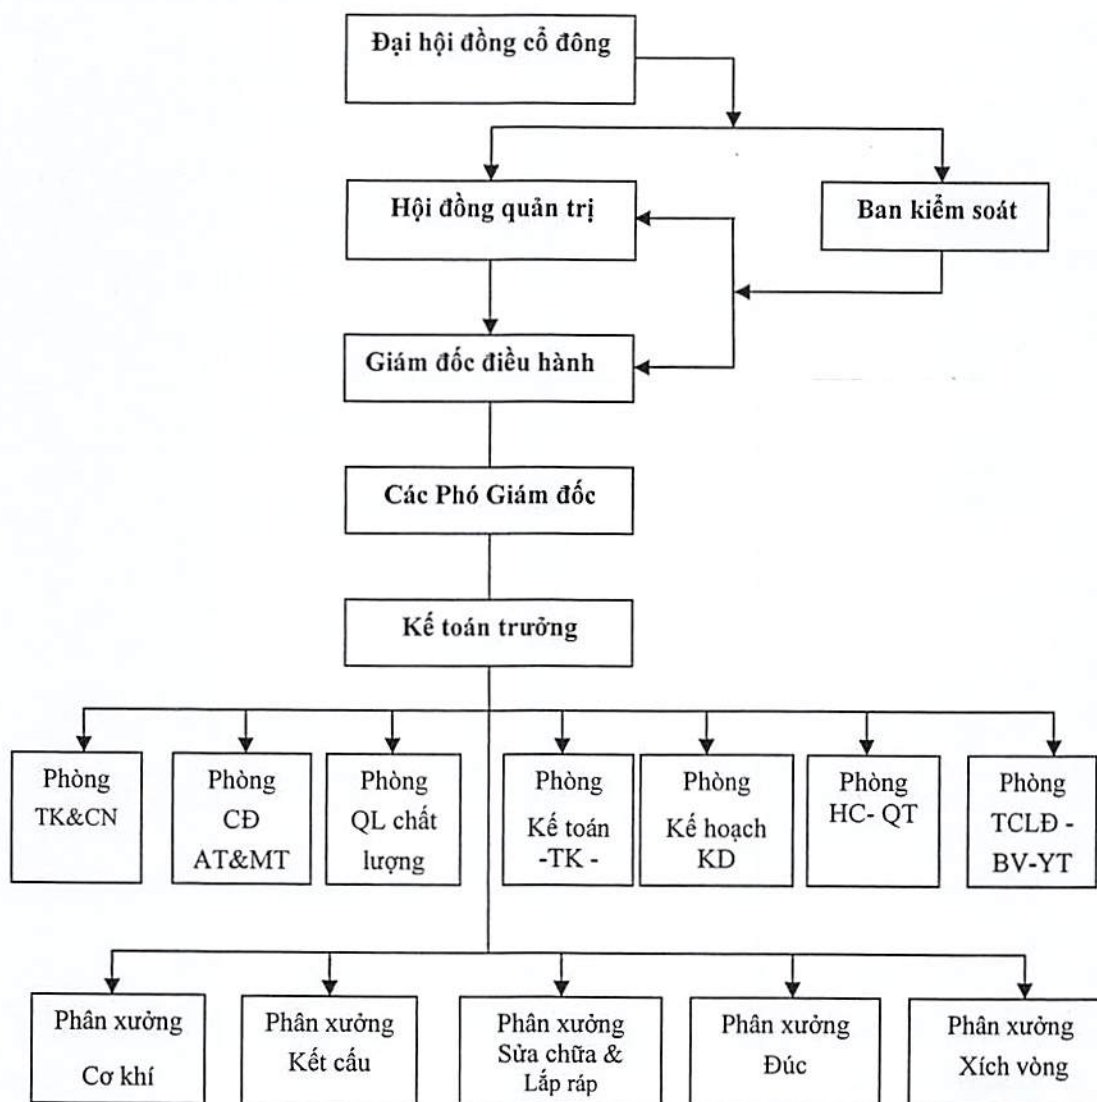 Đại hội đồng cổ đông
Hội đồng quản trị
Ban kiểm soát
Giám đốc điều hành
Các Phó Giám đốc
Kế toán trưởng
Phòng
TK&CN
Phòng
CĐ
AT&MT
Phòng
QL chất
lượng
Phòng
Kế toán
-TK -
Phòng
Kế hoạch
KD
Phòng
HC- QT
Phòng
TCLĐ -
BV-YT
Phân xưởng
Cơ khí
Phân xưởng
Kết cấu
Phân xưởng
Sửa chữa &
Lắp ráp
Phân xưởng
Đúc
Phân xưởng
Xích vòng